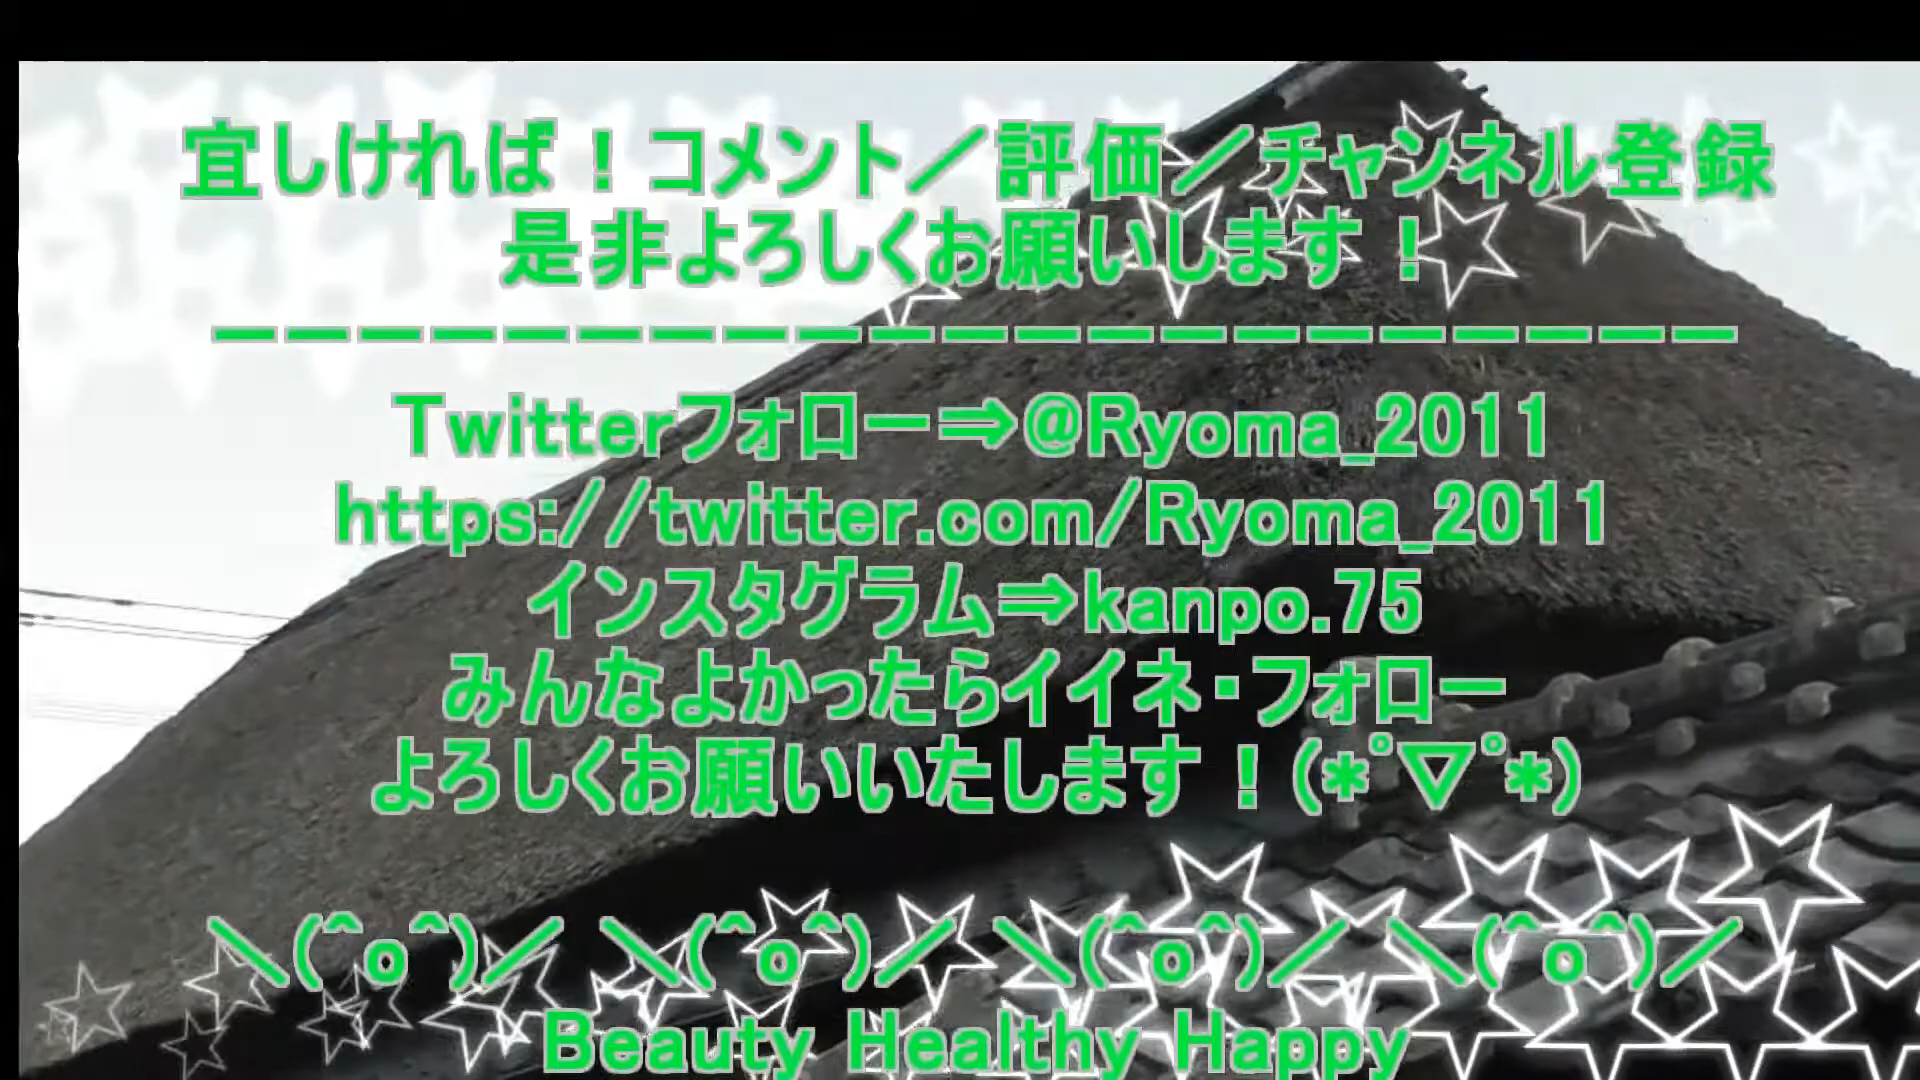 宜しければ！コメント／評価／チャンネル登録
是非よろしくお願いします！
ーーーーーーーーーーーーーーーーーーーーー
Twitterフォロー⇒@Ryoma_2011
https://twitter.com/Ryoma_2011
インスタグラム⇒kanpo.75
みんなよかったらイイネ・フォロー
よろしくお願いいたします！(*ﾟ▽ﾟ*)
＼(^o^)／ ＼(^o^)／ ＼(^o^)／ ＼(^o^)／
Beauty Healthy Happy